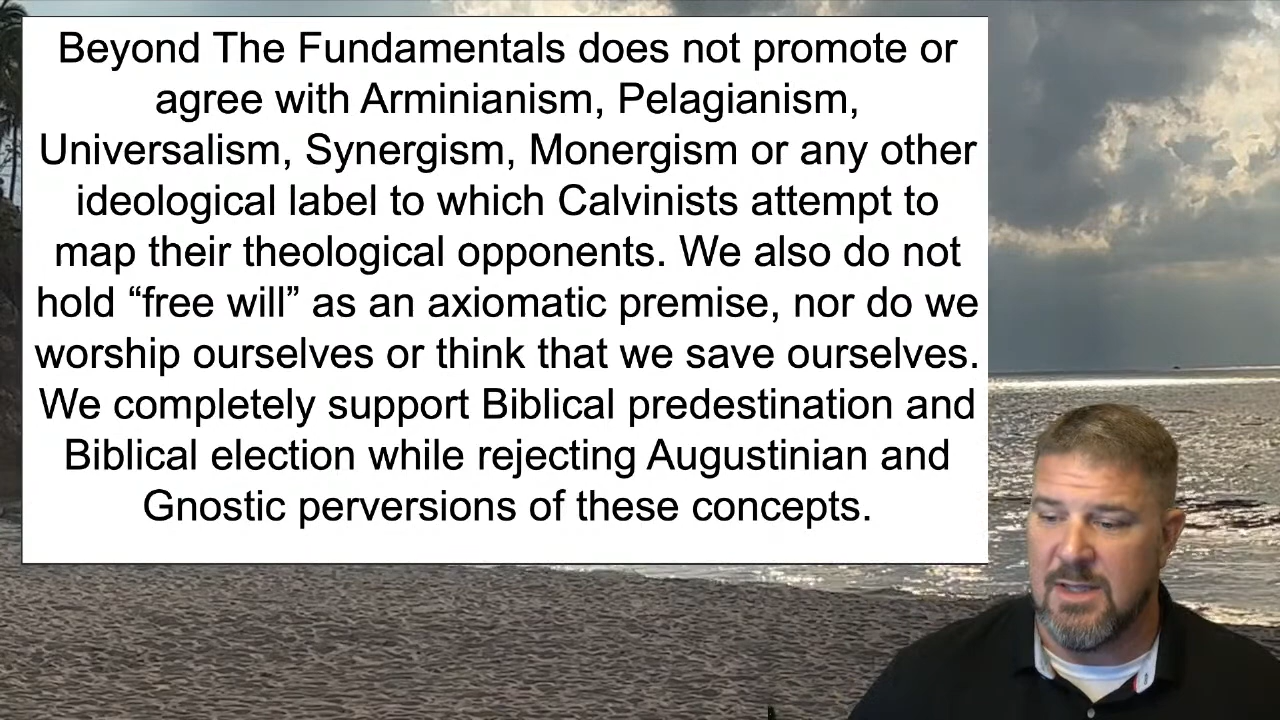 Beyond The Fundamentals does not promote or
agree with Arminianism, Pelagianism,
Universalism, Synergism, Monergism or any other
ideological label to which Calvinists attempt to
map their theological opponents. We also do not
hold “free will” as an axiomatic premise, nor do we
worship ourselves or think that we save ourselves.
We completely support Biblical predestination and
Biblical election while rejecting Augustinian and
Gnostic perversions of these concepts.